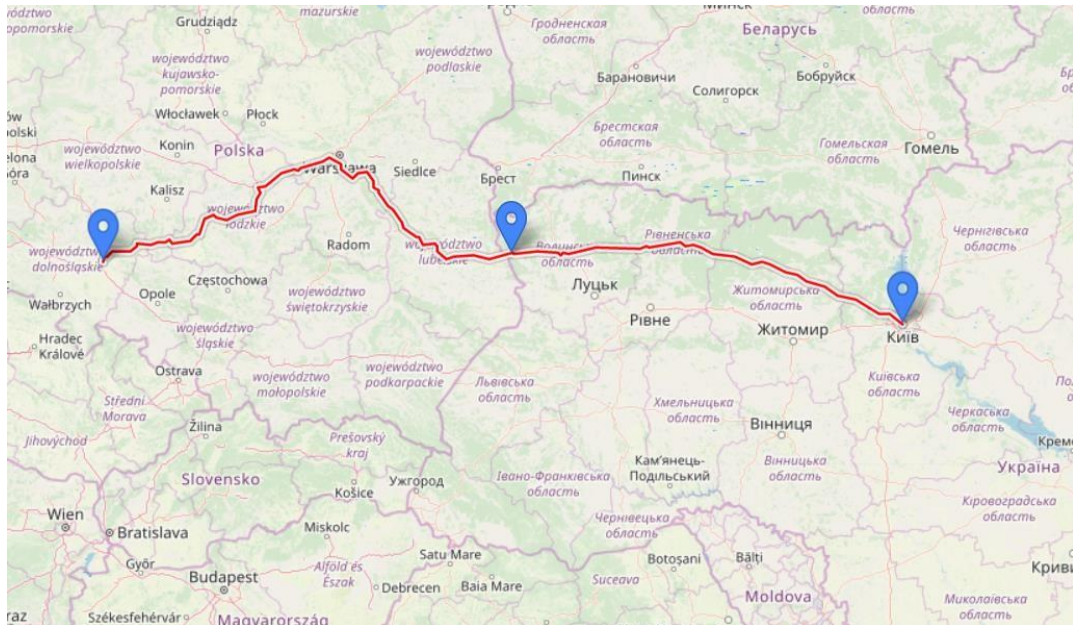 Grudziądz
mazurskie
Гродненская
область
Минск
Беларусь
область
pomorskie
województwo
kujawsko-
pomorskie
województwo
podlaskie
Барановичи
Бобруйск
Солигорск
Włocławek
Płock
Konin
Polska
województwo
wielkopolskie
Брестская
область
Гомельская
область
Гомель
Warszawa
Siedlce
Брест
Пинск
Kalisz
województwo
łódzkie
Чернігівська
область
województwo
dolnośląskie
Radom
województwo
lubelskie
Волинська
область
Рівненська
область
Częstochowa
Opole
Wałbrzych
województwo
świętokrzyskie
Луцьк
Житомирська
область
Рівне
Житомир
Київ
Hradec
Králové
województwo
śląskie
Ostrava
województwo
małopolskie
województwo
podkarpackie
Львівська
область
Київська
область
Хмельницька
область
Черкаська
область
Střední
Morava
Jihovýchod
Žilina
Prešovský
kraj
Вінниця
Вінницька
область
Кам'янець-
Подільський
Україна
Slovensko
Košice
Ужгород
Івано-Франківська
область
Кіровоградська
область
Wien
Bratislava
Miskolc
Чернівецька
область
Győr
Satu Mare
Botoșani
Bălți
Budapest
Alföld és
Észak
Debrecen
Baia Mare
Suceava
Moldova
Миколаївська
область
Székesfehérvár
Magyarország